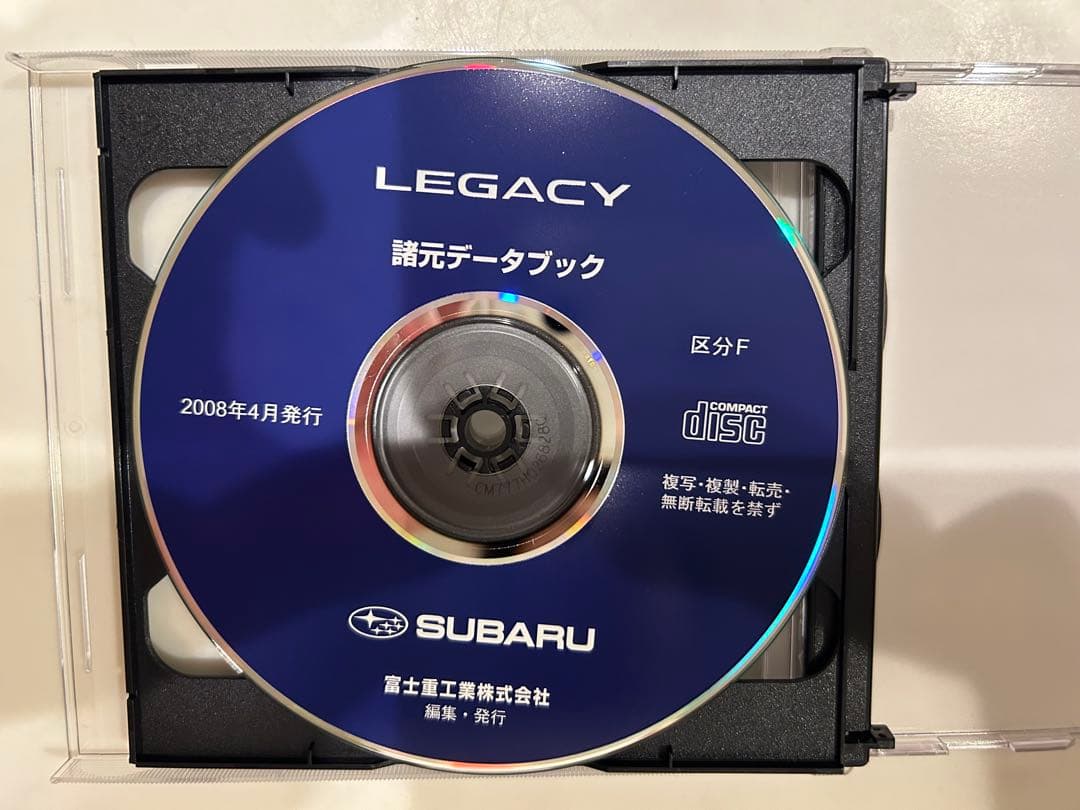 LEGACY
諸元データブック
区分F
2008年4月発行
COMPACT
disc
複写・複製・転売・
無断転載を禁ず
SUBARU
富士重工業株式会社
編集・発行